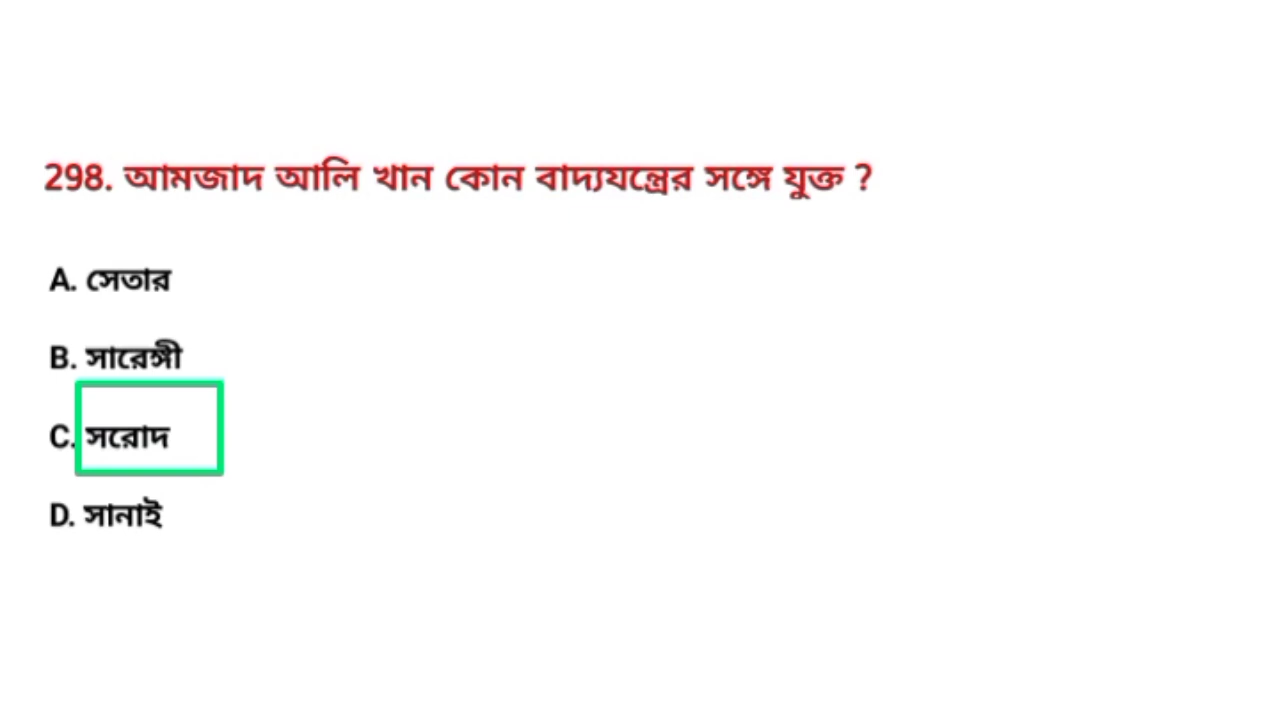 298. আমজাদ আলি খান কোন বাদ্যযন্ত্রের সঙ্গে যুক্ত ?
A. সেতার
B. সারেঙ্গী
C. সরোদ
D. সানাই